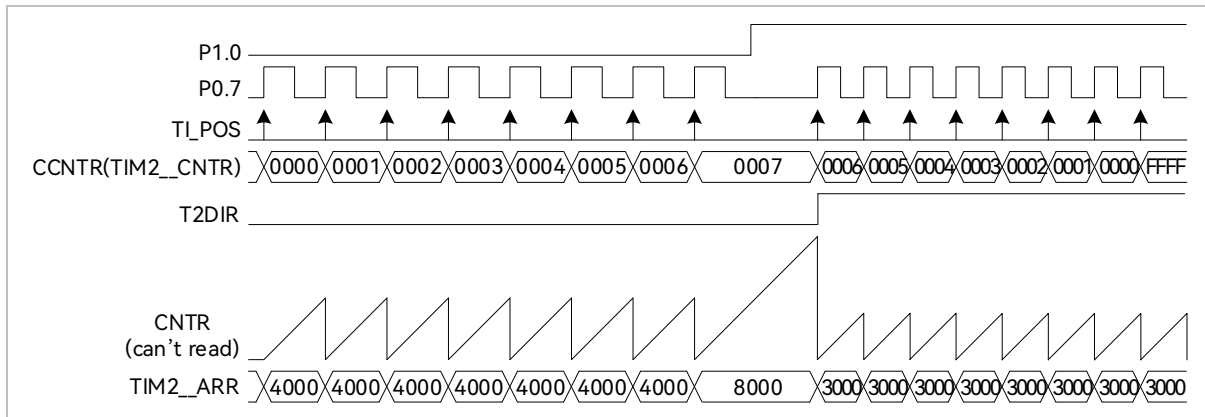 P1.0
P0.7
TI_POS
CCNTR(TIM2__CNTR) 0000 0001 0002 0003 0004 0005 0006 0007 0006 0005 0004 0003 0002 0001 0000 FFFF
T2DIR
CNTR
(can't read)
TIM2__ARR 4000 4000 4000 4000 4000 4000 4000 8000 3000 3000 3000 3000 3000 3000 3000 3000